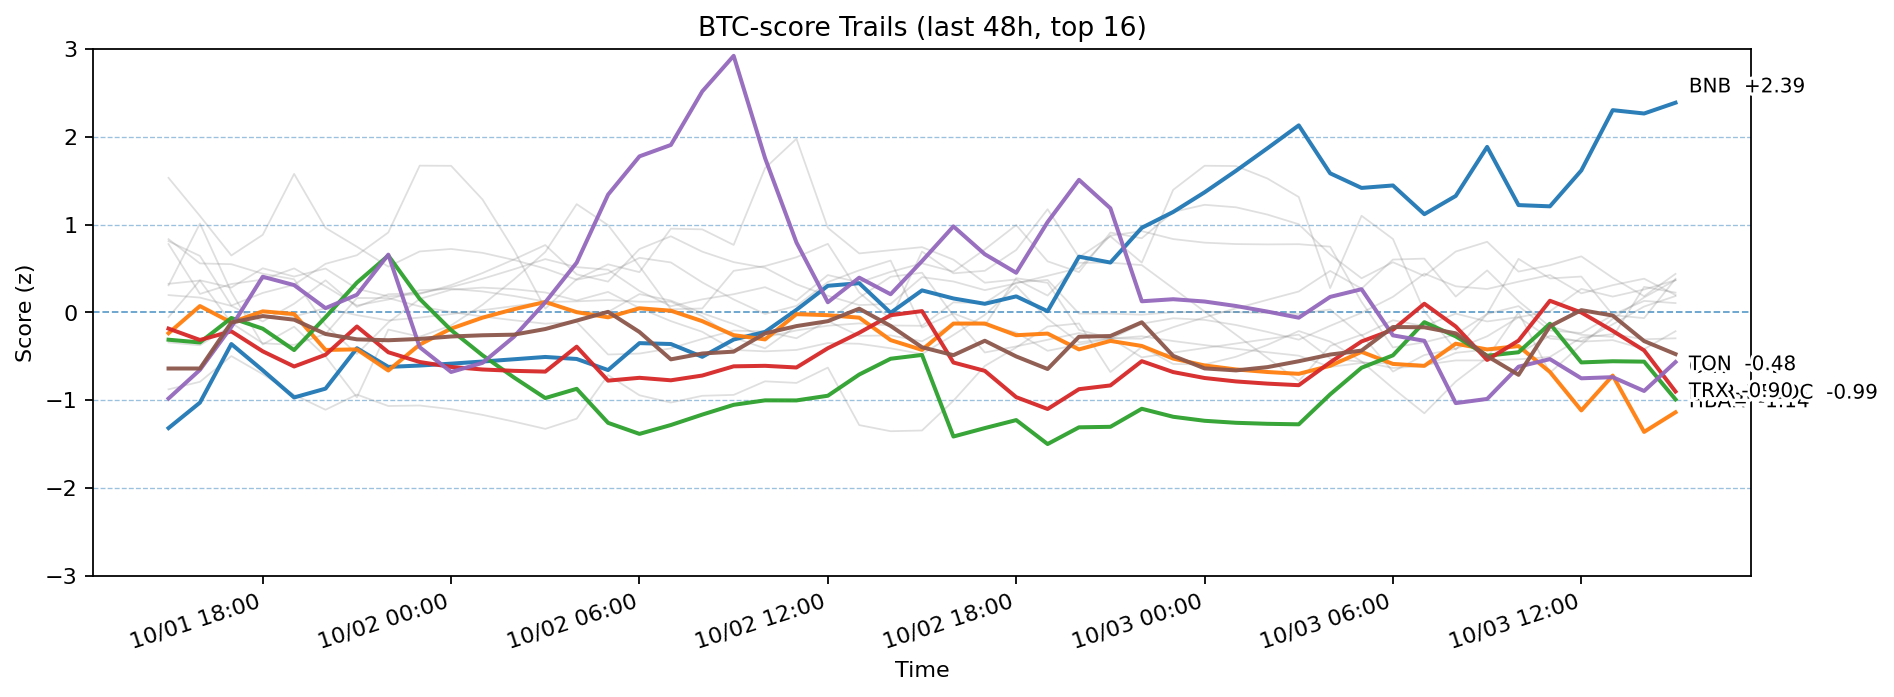 BTC-score Trails (last 48h, top 16)
Score (z)
3
2
1
0
−1
−2
−3
BNB +2.39
TON -0.48
TRX -0.90
-0.99
10/01 18:00
10/02 00:00
10/02 06:00
10/02 12:00
10/02 18:00
10/03 00:00
10/03 06:00
10/03 12:00
Time